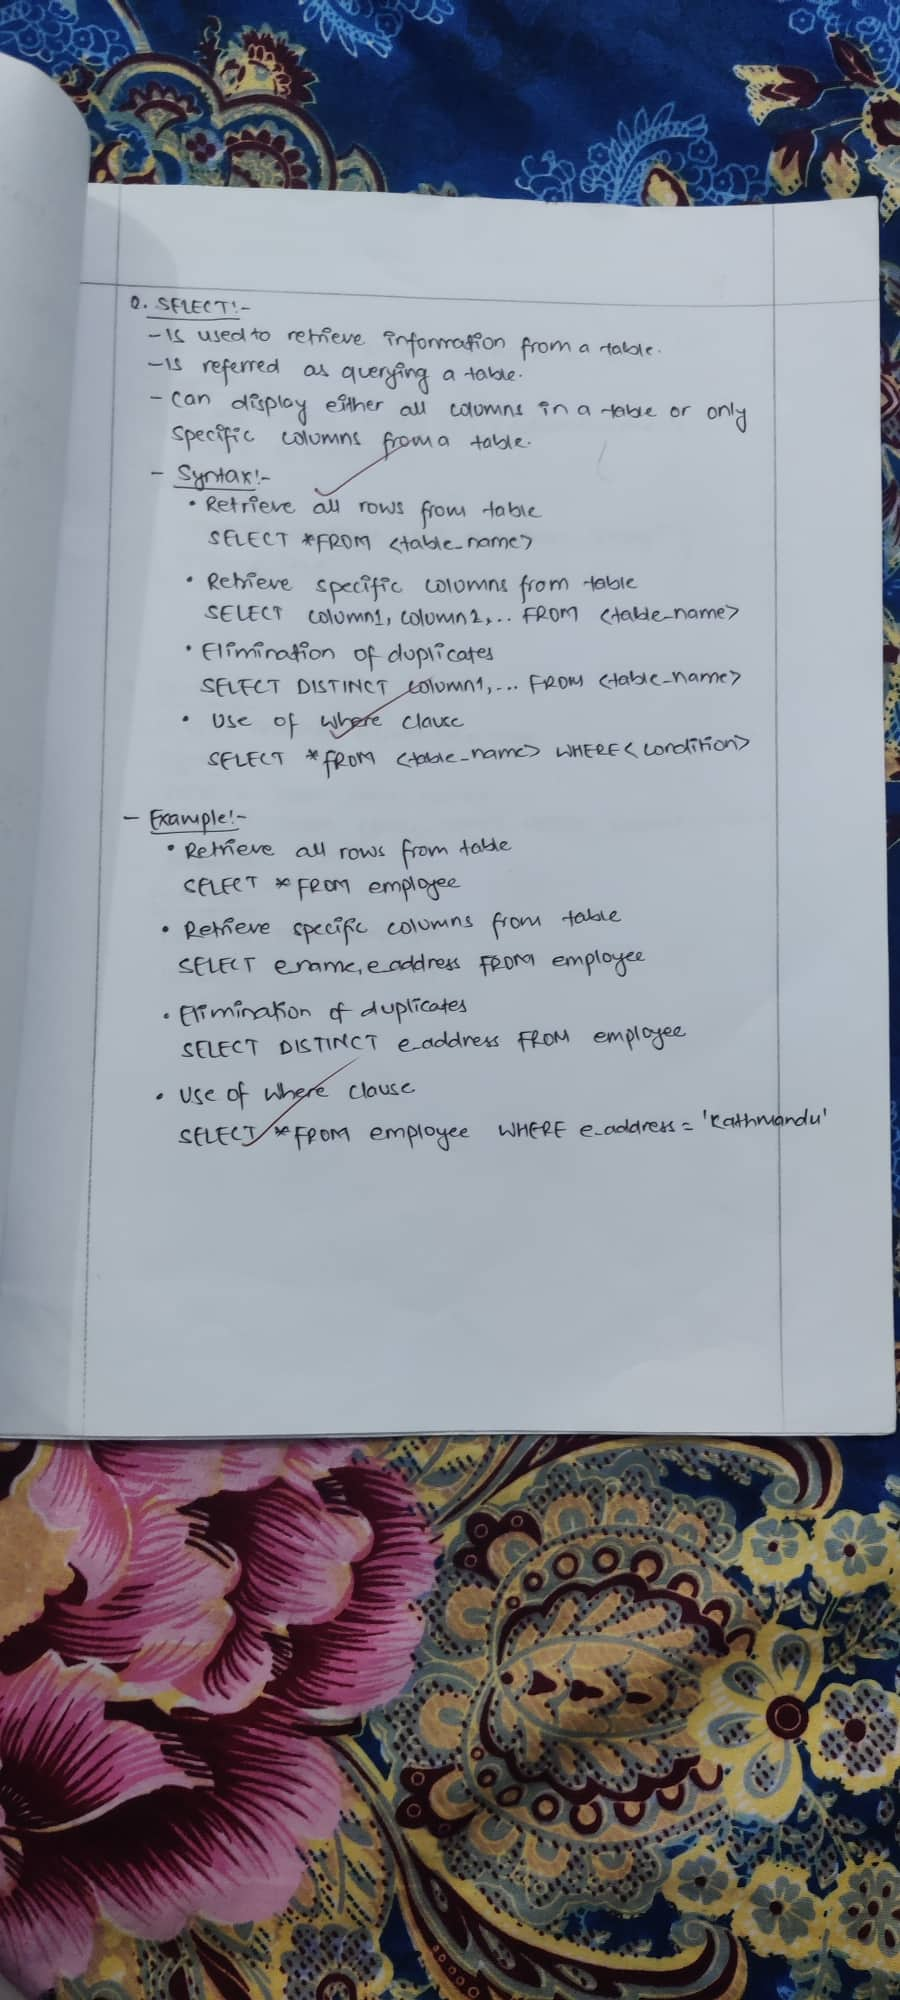 2. SELECT:-
- Is used to retrieve information from a table.
- Is referred as querying a table.
- Can display either all columns in a table or only
specific columns from a table.
- Syntax:-
• Retrieve all rows from table
SELECT *FROM <table_name>
• Retrieve specific columns from table
SELECT column1, column2,.. FROM <table_name>
• Elimination of duplicates
SELECT DISTINCT column1,... FROM <table_name>
• Use of where clause
SELECT *FROM <table_name> WHERE <condition>
- Example:-
• Retrieve all rows from table
SELECT * FROM employee
• Retrieve specific columns from table
SELECT ename, e_address FROM employee
• Elimination of duplicates
SELECT DISTINCT e_address FROM employee
• Use of where clause
SELECT *FROM employee WHERE e_address = 'Kathmandu'